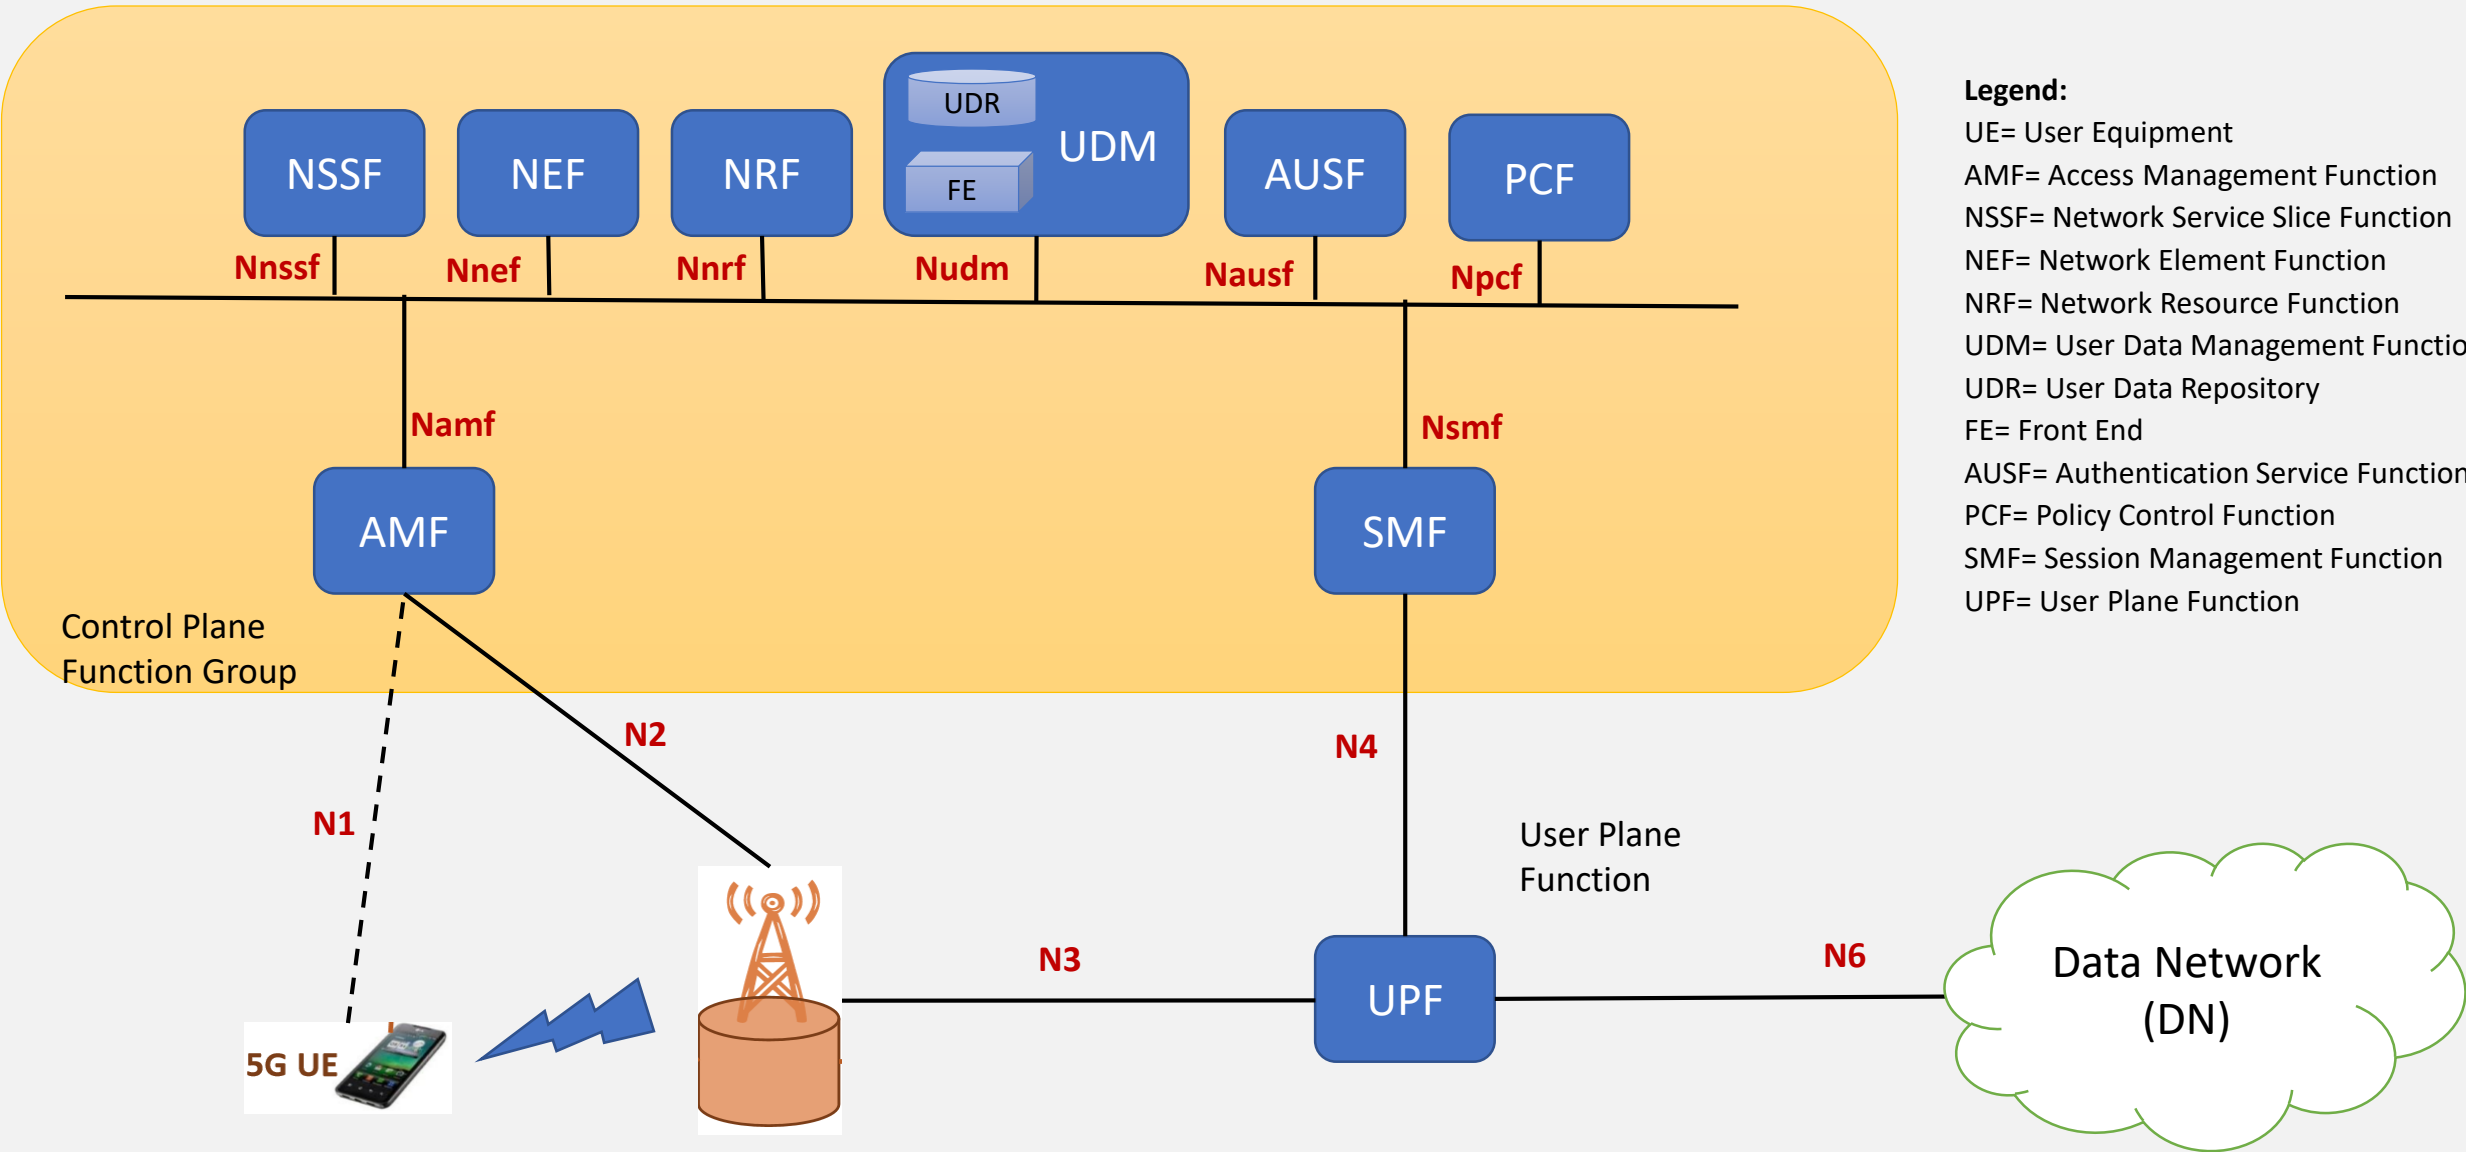 UDR
FE
UDM
NSSF
NEF
NRF
AUSF
PCF
Nnssf
Nnef
Nnrf
Nudm
Nausf
Npcf
Namf
Nsmf
AMF
SMF
Control Plane
Function Group
N2
N4
N1
User Plane
Function
N3
N6
5G UE
UPF
Data Network
(DN)
Legend:
UE= User Equipment
AMF= Access Management Function
NSSF= Network Service Slice Function
NEF= Network Element Function
NRF= Network Resource Function
UDM= User Data Management Functio
UDR= User Data Repository
FE= Front End
AUSF= Authentication Service Function
PCF= Policy Control Function
SMF= Session Management Function
UPF= User Plane Function